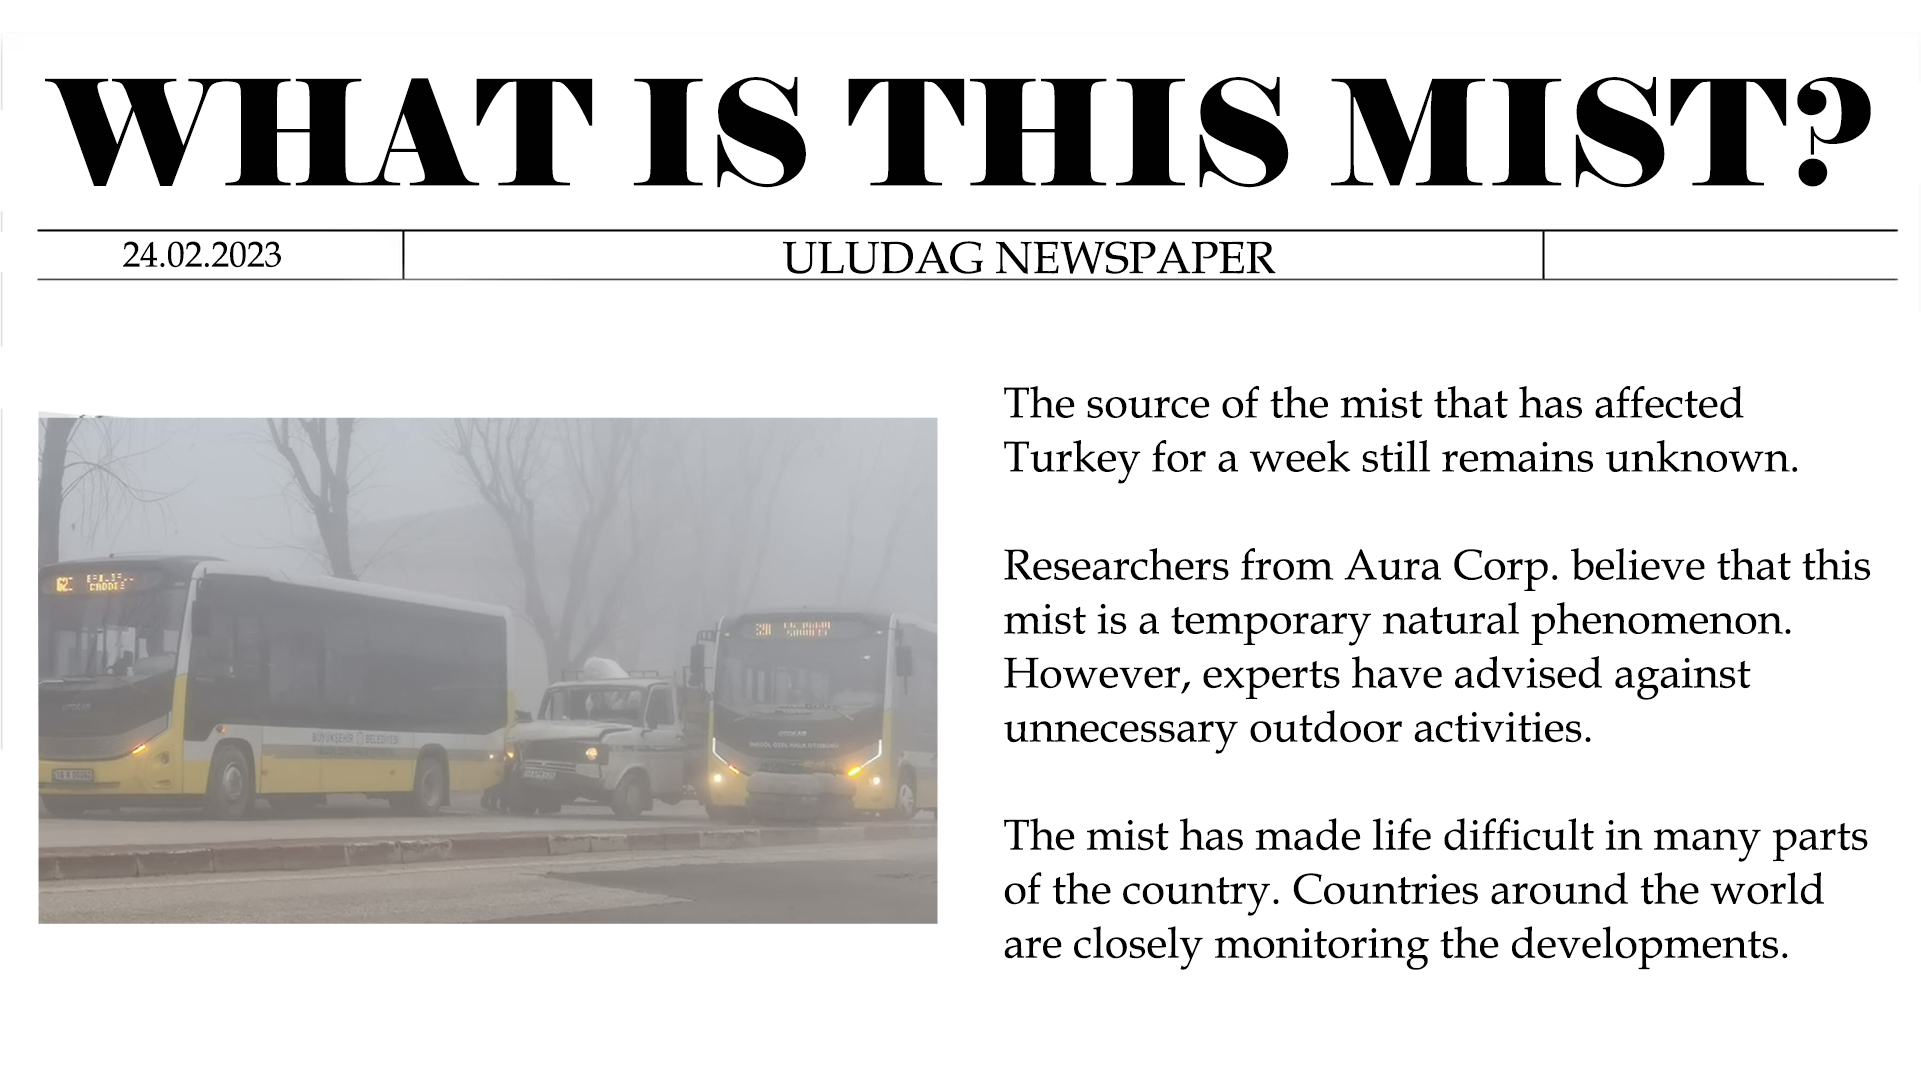 WHAT IS THIS MIST?
24.02.2023
ULUDAG NEWSPAPER
The source of the mist that has affected
Turkey for a week still remains unknown.
Researchers from Aura Corp. believe that this
mist is a temporary natural phenomenon.
However, experts have advised against
unnecessary outdoor activities.
The mist has made life difficult in many parts
of the country. Countries around the world
are closely monitoring the developments.
CADDE
BÜYÜKŞEHİR BELEDİYESİ
OTOKAR